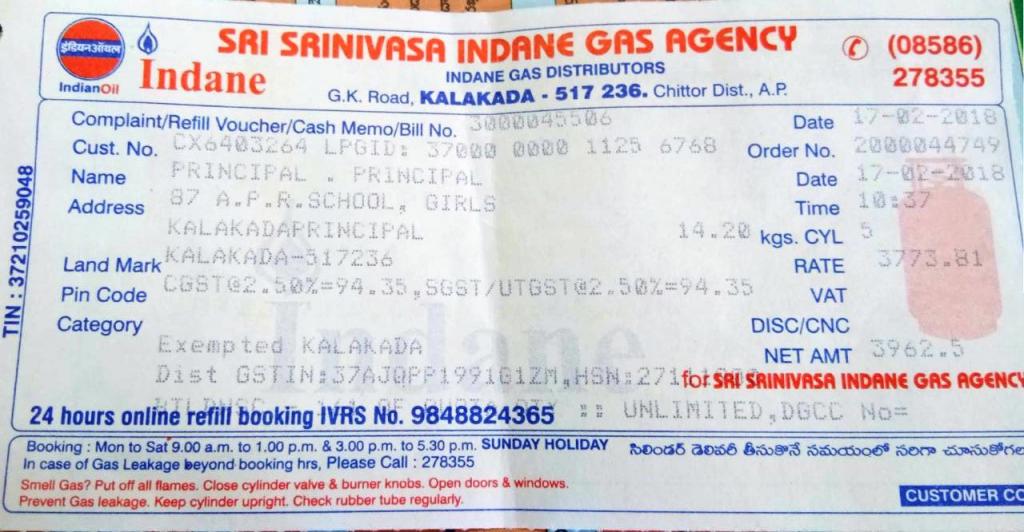 इंडियनऑयल
IndianOil
Indane
SRI SRINIVASA INDANE GAS AGENCY
INDANE GAS DISTRIBUTORS
G.K. Road, KALAKADA - 517 236. Chittor Dist., A.P.
(08586)
278355
TIN : 37210259048
Complaint/Refill Voucher/Cash Memo/Bill No. 3000045506 Date 17-02-2018
Cust. No. CX6403264 LPGID: 37000 0000 1125 6768 Order No. 2000044749
Name PRINCIPAL . PRINCIPAL Date 17-02-2018
Address 87 A.P.R.SCHOOL, GIRLS Time 10:37
KALAKADAPRINCIPAL 14.20 kgs. CYL 5
Land Mark KALAKADA-517236 RATE 3773.81
Pin Code CGST@2.50%=94.35,SGST/UTGST@2.50%=94.35 VAT
Category DISC/CNC
Exempted KALAKADA NET AMT 3962.5
Dist GSTIN:37AJQPP1991G1ZM,HSN: for SRI SRINIVASA INDANE GAS AGENCY
:: UNLIMITED,DGCC No=
24 hours online refill booking IVRS No. 9848824365
Booking : Mon to Sat 9.00 a.m. to 1.00 p.m. & 3.00 p.m. to 5.30 p.m. SUNDAY HOLIDAY సిలిండర్ డెలివరీ తీసుకొనే సమయంలో సరిగా
In case of Gas Leakage beyond booking hrs, Please Call : 278355
Smell Gas? Put off all flames. Close cylinder valve & burner knobs. Open doors & windows.
Prevent Gas leakage. Keep cylinder upright. Check rubber tube regularly.
CUSTOMER CO